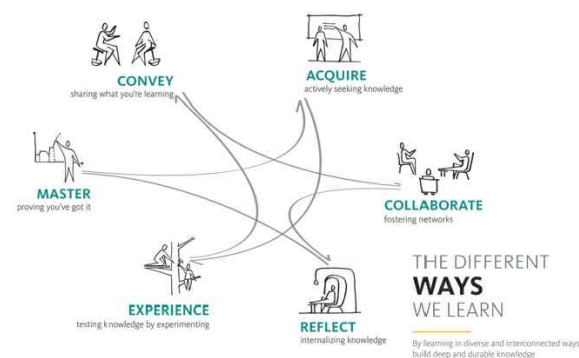 CONVEY
sharing what you're learning
ACQUIRE
actively seeking knowledge
MASTER
proving you've got it
COLLABORATE
fostering networks
EXPERIENCE
testing knowledge by experimenting
REFLECT
internalizing knowledge
THE DIFFERENT
WAYS
WE LEARN
By learning in diverse and interconnected ways
build deep and durable knowledge